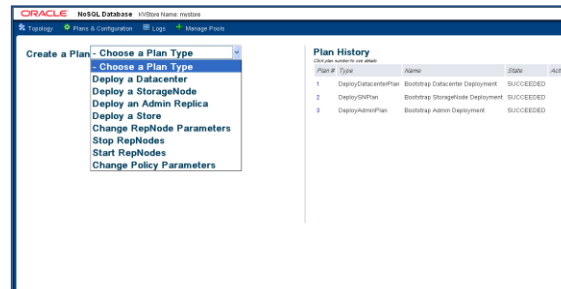 ORACLE NoSQL Database KVStore Name: mystore
Topology Plans & Configuration Logs Manage Pools
Create a Plan - Choose a Plan Type
- Choose a Plan Type
Deploy a Datacenter
Deploy a StorageNode
Deploy an Admin Replica
Deploy a Store
Change RepNode Parameters
Stop RepNodes
Start RepNodes
Change Policy Parameters
Plan History
Click plan number to see details
Plan # Type Name State
1 DeployDatacenterPlan Bootstrap Datacenter Deployment SUCCEEDED
2 DeploySNPlan Bootstrap StorageNode Deployment SUCCEEDED
3 DeployAdminPlan Bootstrap Admin Deployment SUCCEEDED